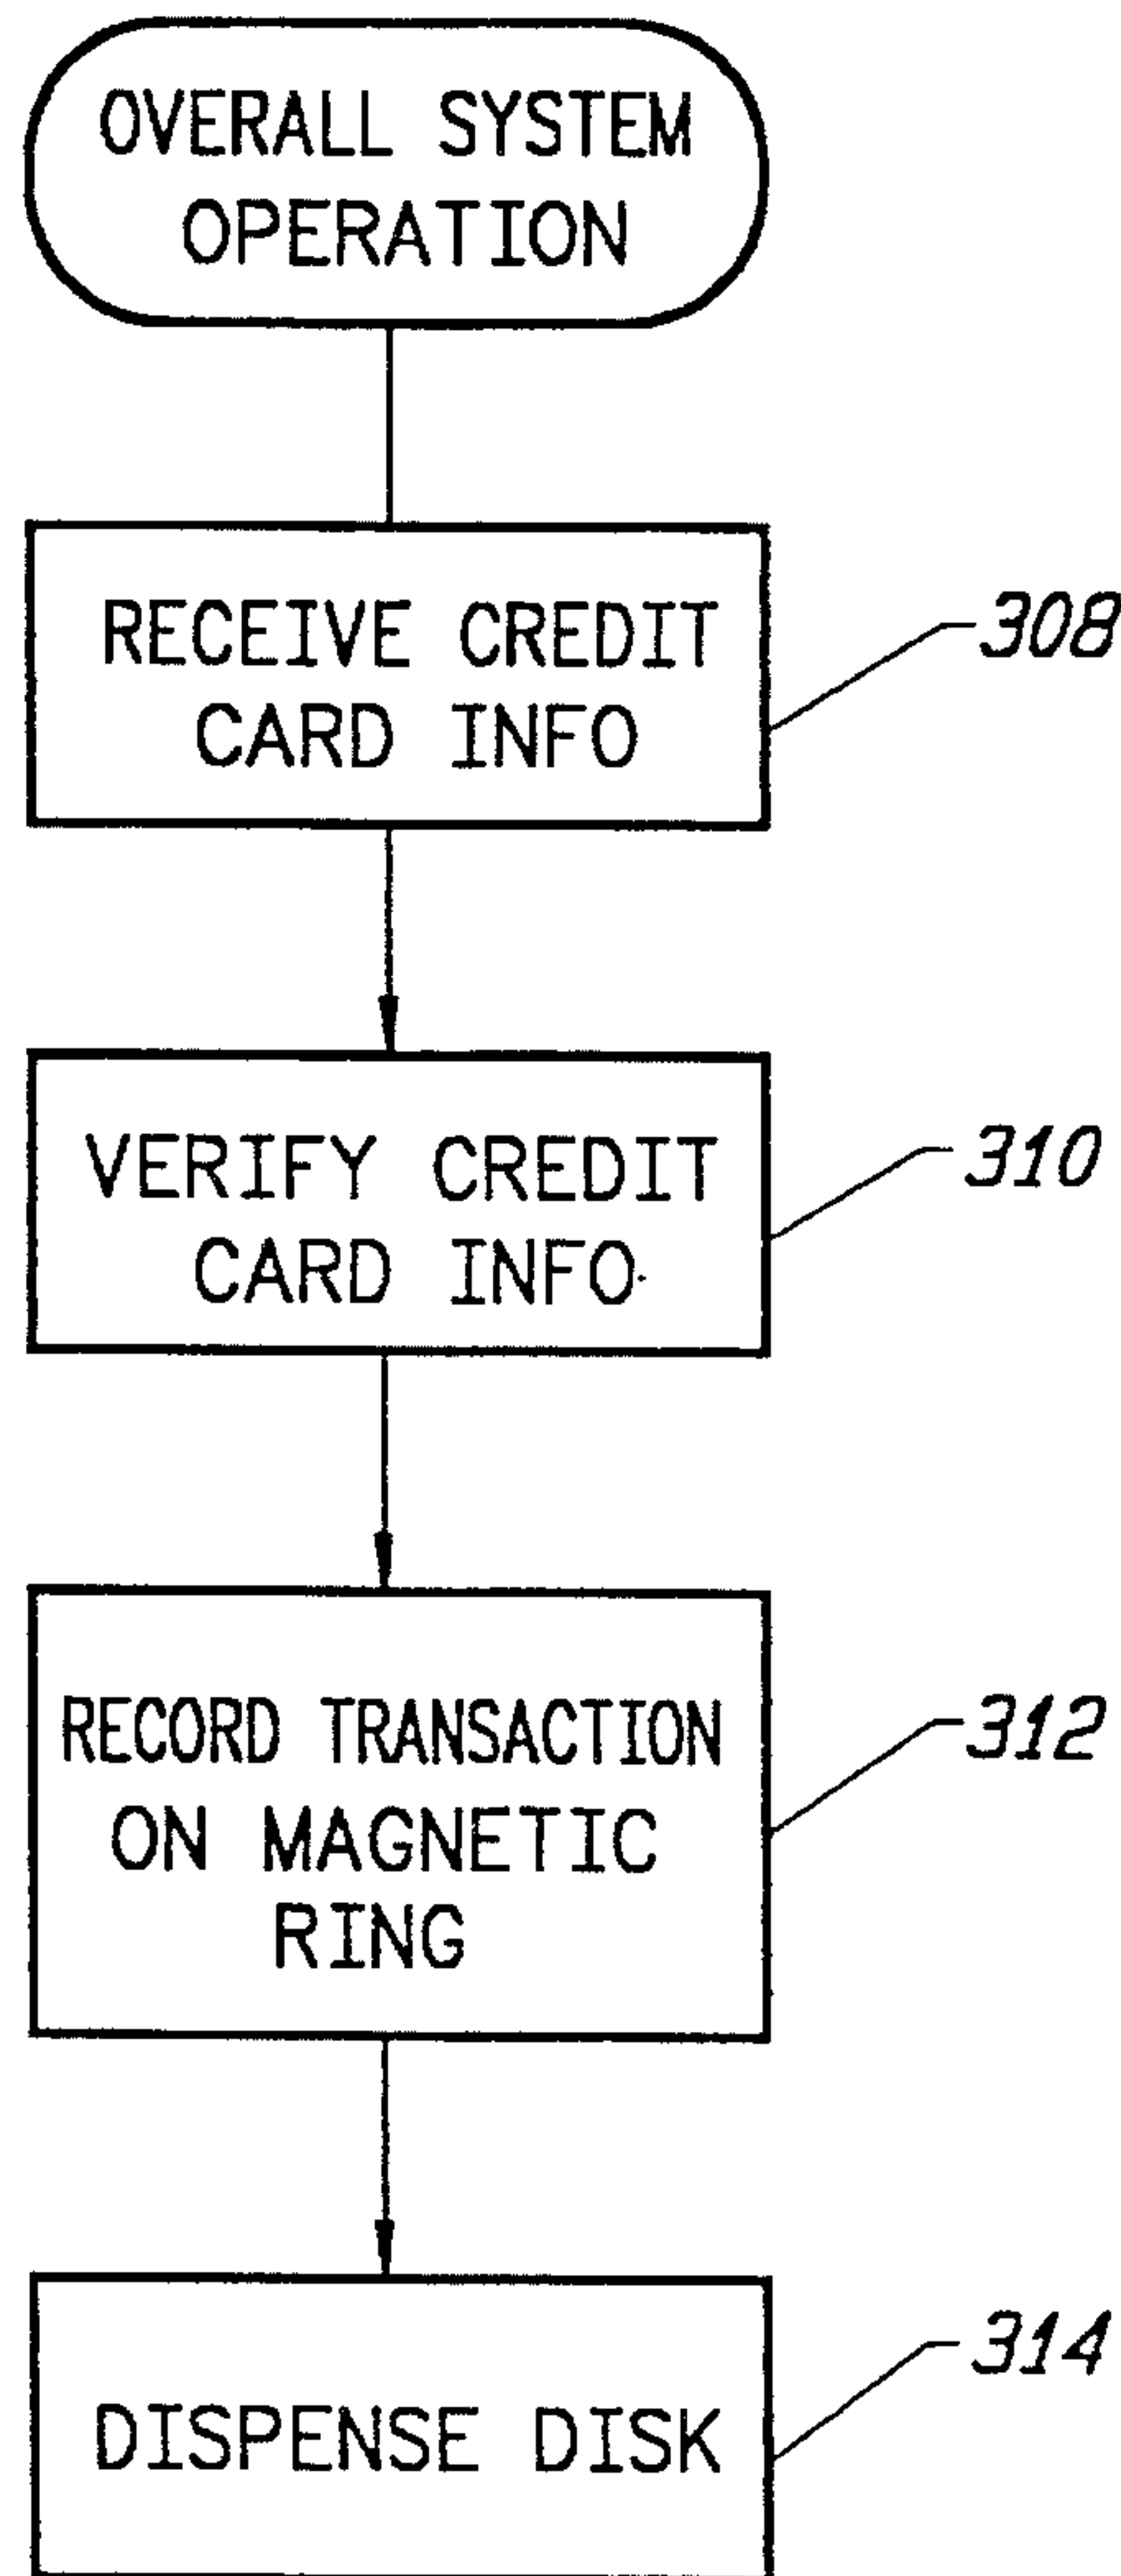 OVERALL SYSTEM
OPERATION
RECEIVE CREDIT
CARD INFO
308
VERIFY CREDIT
CARD INFO
310
RECORD TRANSACTION
ON MAGNETIC
RING
312
DISPENSE DISK
314